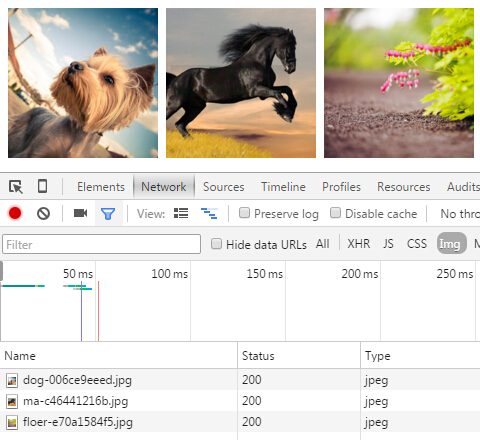 Elements Network Sources Timeline Profiles Resources Audits
View: Preserve log Disable cache No thro
Filter Hide data URLs All XHR JS CSS Img M
50 ms 100 ms 150 ms 200 ms 250 ms
Name Status Type
dog-006ce9eeed.jpg 200 jpeg
ma-c46441216b.jpg 200 jpeg
floer-e70a1584f5.jpg 200 jpeg